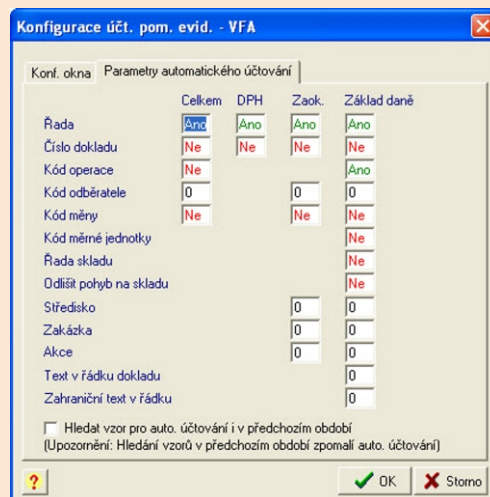 Konfigurace účt. pom. evid. - VFA
Konf. okna Parametry automatického účtování
Celkem DPH Zaok. Základ daně
Řada Ano Ano Ano Ano
Číslo dokladu Ne Ne Ne Ne
Kód operace Ne Ano
Kód odběratele 0 0 0
Kód měny Ne Ne Ne
Kód měrné jednotky Ne
Řada skladu Ne
Odlišit pohyb na skladu Ne
Středisko 0 0
Zakázka 0 0
Akce 0 0
Text v řádku dokladu 0
Zahraniční text v řádku 0
Hledat vzor pro auto. účtování i v předchozím období
(Upozornění: Hledání vzorů v předchozím období zpomalí auto. účtování)
? OK Storno